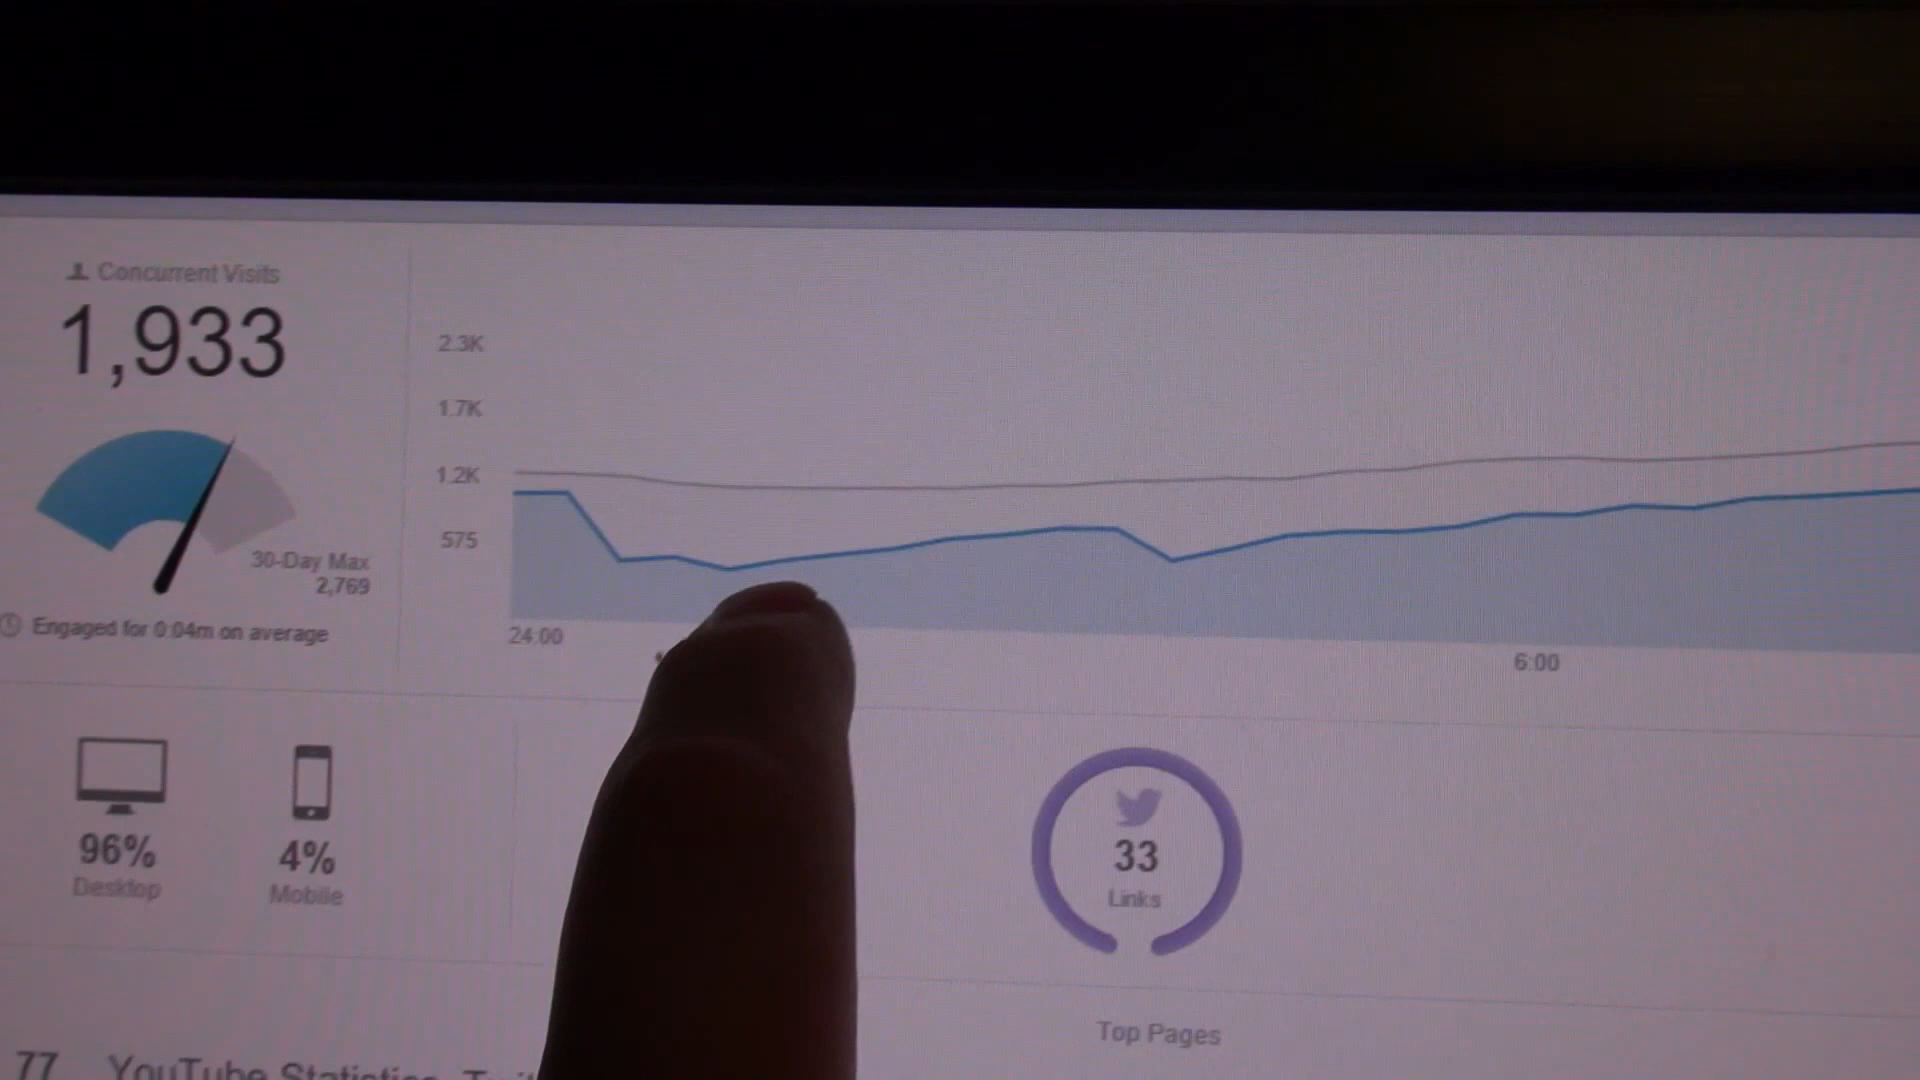 Concurrent Visits
1,933
30-Day Max
2,769
Engaged for 0:04m on average
2.3K
1.7K
1.2K
575
24:00
6:00
96%
Desktop
4%
Mobile
33
Links
Top Pages
77 YouTube Statistics,